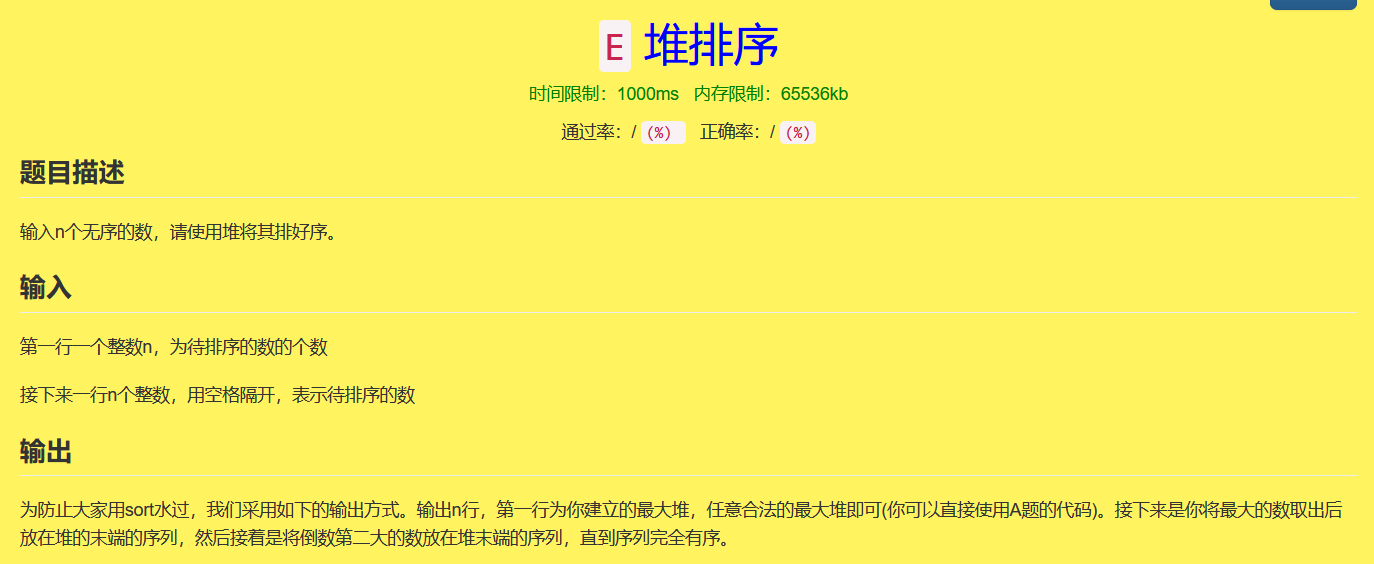 E 堆排序
时间限制：1000ms 内存限制：65536kb
通过率：/ (%) 正确率：/ (%)
题目描述
输入n个无序的数，请使用堆将其排好序。
输入
第一行一个整数n，为待排序的数的个数
接下来一行n个整数，用空格隔开，表示待排序的数
输出
为防止大家用sort水过，我们采用如下的输出方式。输出n行，第一行为你建立的最大堆，任意合法的最大堆即可(你可以直接使用A题的代码)。接下来是你将最大的数取出后
放在堆的末端的序列，然后接着是将倒数第二大的数放在堆末端的序列，直到序列完全有序。